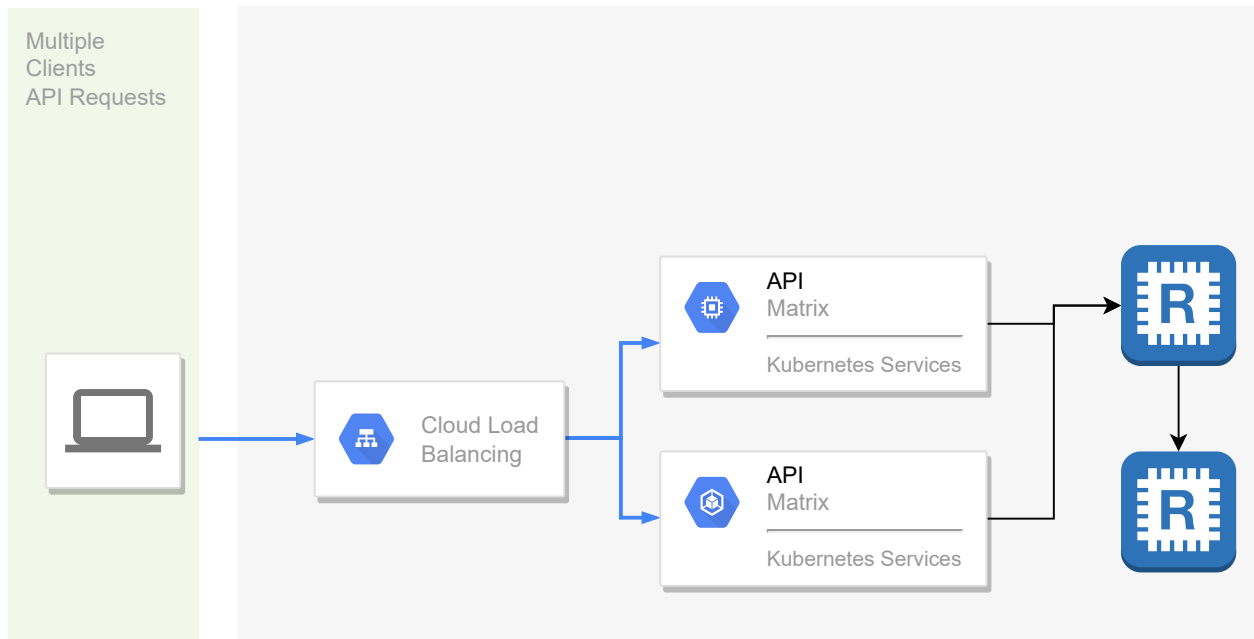 Multiple
Clients
API Requests
Cloud Load
Balancing
API
Matrix
Kubernetes Services
API
Matrix
Kubernetes Services
R
R